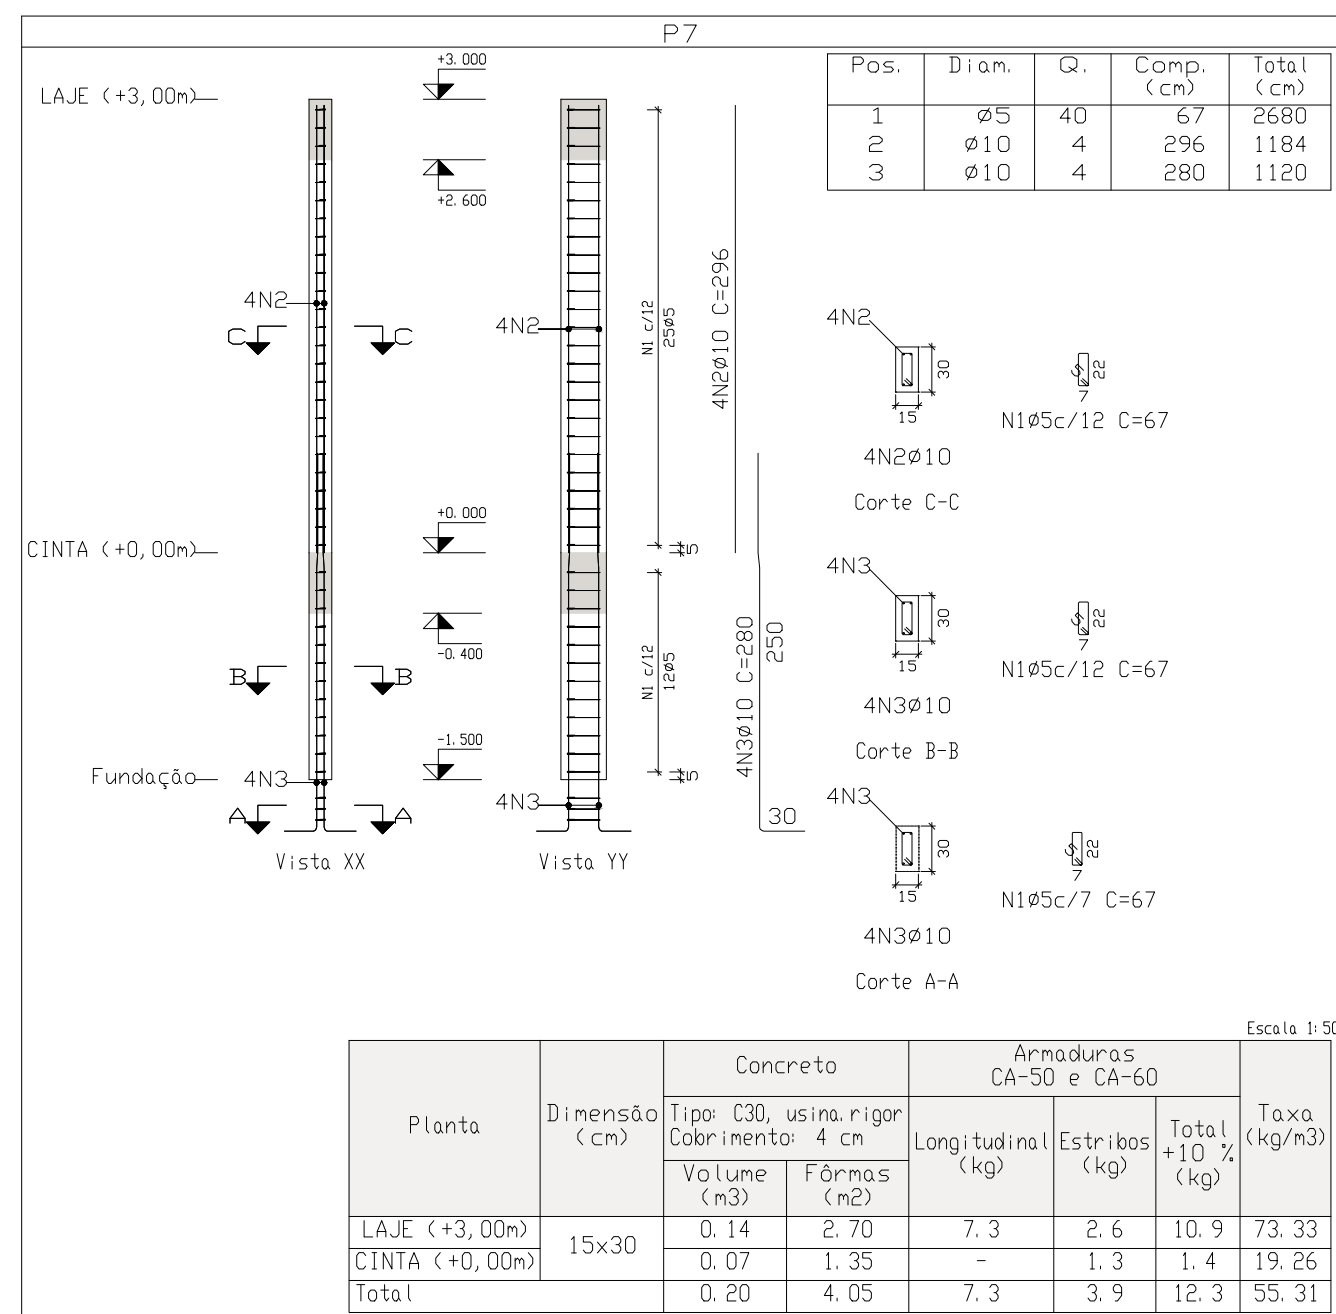 P7
Pos. Diam. Q. Comp. (cm) Total (cm)
1 Ø5 40 67 2680
2 Ø10 4 296 1184
3 Ø10 4 280 1120
LAJE (+3,00m)
+3.000
+2.600
4N2
C C
4N2
N1 c/12
25Ø5
4N2Ø10 C=296
CINTA (+0,00m)
+0.000
5
-0.400
B B
N1 c/12
12Ø5
4N3Ø10 C=280
250
-1.500
Fundação
4N3
5
4N3
30
A A
Vista XX
Vista YY
4N2
30
15
4N2Ø10
Corte C-C
5
22
7
N1Ø5c/12 C=67
4N3
30
15
4N3Ø10
Corte B-B
5
22
7
N1Ø5c/12 C=67
4N3
30
15
4N3Ø10
Corte A-A
5
22
7
N1Ø5c/7 C=67
Escala 1:50
Planta
Dimensão
(cm)
Concreto
Tipo: C30, usina.rigor
Cobrimento: 4 cm
Volume
(m3)
Fôrmas
(m2)
Armaduras
CA-50 e CA-60
Longitudinal
(kg)
Estribos
(kg)
Total
+10 %
(kg)
Taxa
(kg/m3)
LAJE (+3,00m) 15x30 0.14 2.70 7.3 2.6 10.9 73.33
CINTA (+0,00m) 0.07 1.35 - 1.3 1.4 19.26
Total 0.20 4.05 7.3 3.9 12.3 55.31